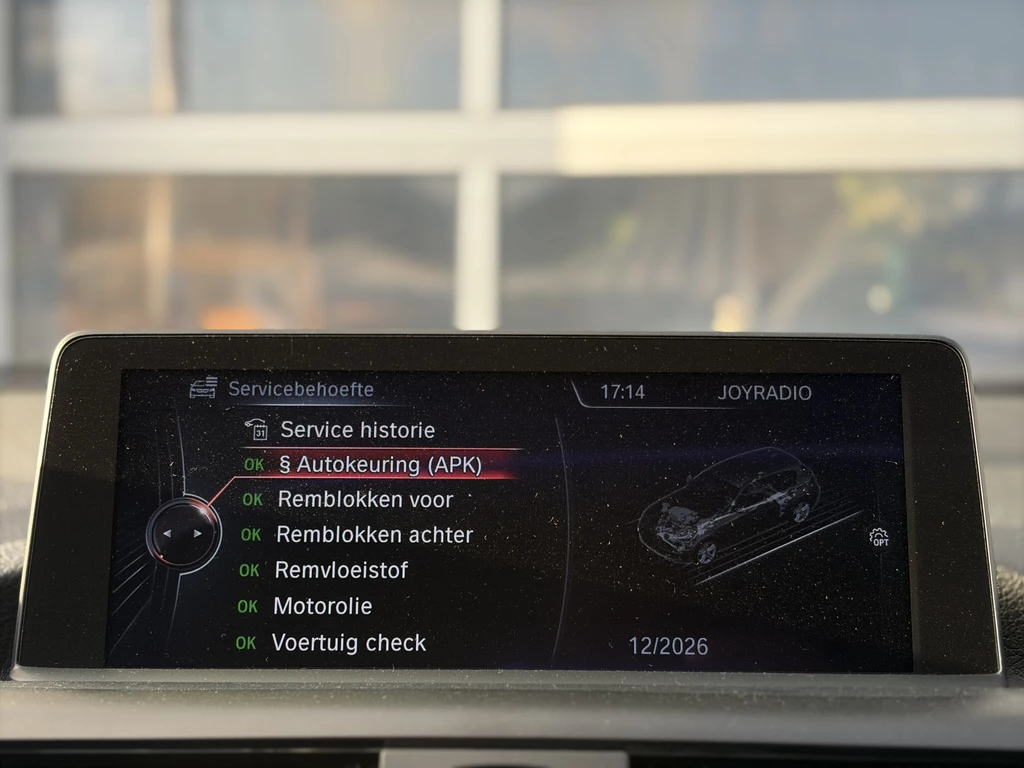 Servicebehoefte
17:14
JOYRADIO
31
Service historie
OK § Autokeuring (APK)
OK Remblokken voor
OK Remblokken achter
OK Remvloeistof
OK Motorolie
OK Voertuig check
OPT
12/2026